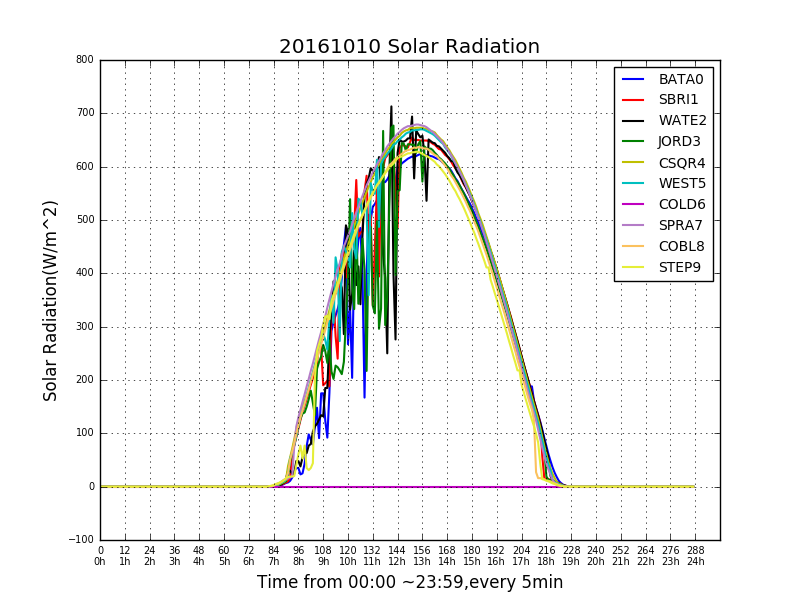 20161010 Solar Radiation
800
700
600
500
400
300
200
100
0
−100
Solar Radiation(W/m^2)
BATA0
SBRI1
WATE2
JORD3
CSQR4
WEST5
COLD6
SPRA7
COBL8
STEP9
0 12 24 36 48 60 72 84 96 108 120 132 144 156 168 180 192 204 216 228 240 252 264 276 288
0h 1h 2h 3h 4h 5h 6h 7h 8h 9h 10h 11h 12h 13h 14h 15h 16h 17h 18h 19h 20h 21h 22h 23h 24h
Time from 00:00 ~23:59,every 5min